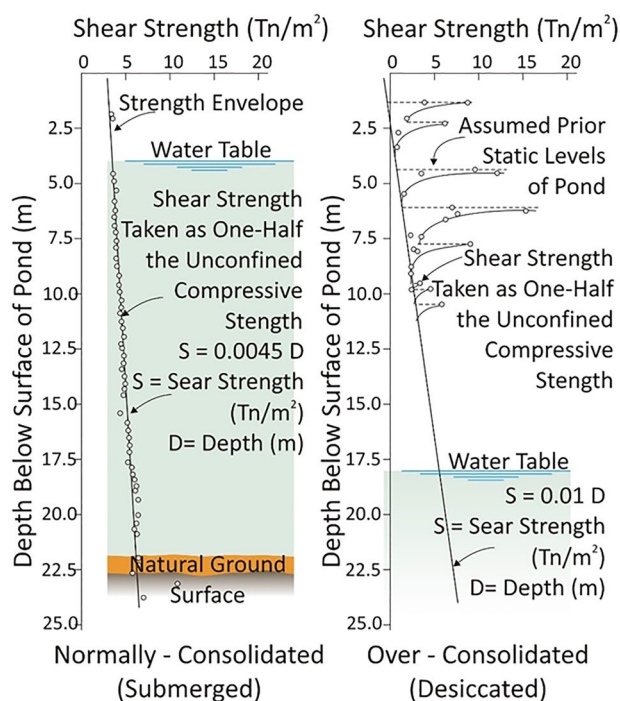 Shear Strength (Tn/m²)
0 5 10 15 20
Depth Below Surface of Pond (m)
2.5
5.0
7.5
10.0
12.5
15.0
17.5
20.0
22.5
25.0
Strength Envelope
Water Table
Shear Strength
Taken as One-Half
the Unconfined
Compressive
Stength
S = 0.0045 D
S = Sear Strength
(Tn/m²)
D= Depth (m)
Natural Ground
Surface
Normally - Consolidated
(Submerged)
Shear Strength (Tn/m²)
0 5 10 15 20
Depth Below Surface of Pond (m)
2.5
5.0
7.5
10.0
12.5
15.0
17.5
20.0
22.5
25.0
Assumed Prior
Static Levels
of Pond
Shear Strength
Taken as One-Half
the Unconfined
Compressive
Stength
Water Table
S = 0.01 D
S = Sear Strength
(Tn/m²)
D= Depth (m)
Over - Consolidated
(Desiccated)